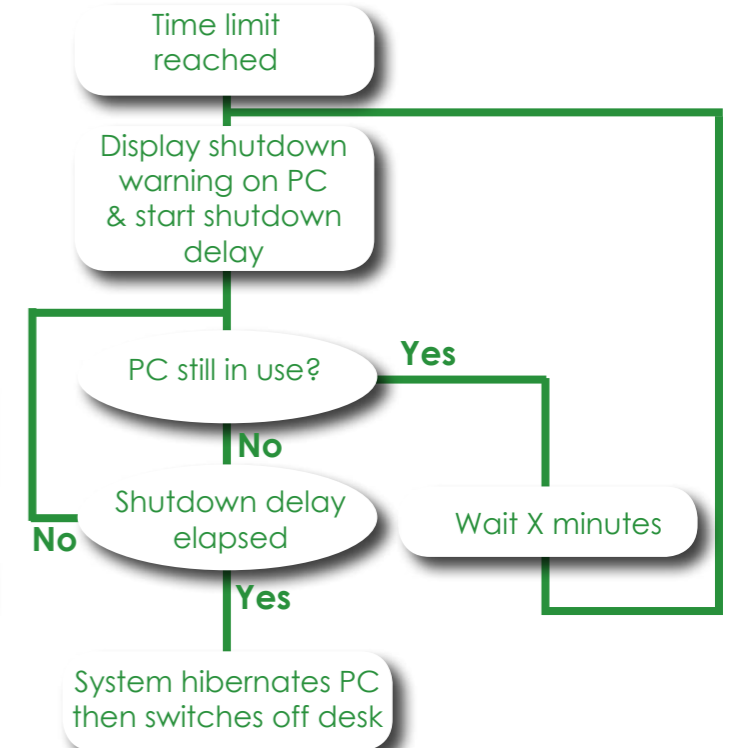 Time limit
reached
Display shutdown
warning on PC
& start shutdown
delay
PC still in use?
Yes
No
Shutdown delay
elapsed
Wait X minutes
No
Yes
System hibernates PC
then switches off desk